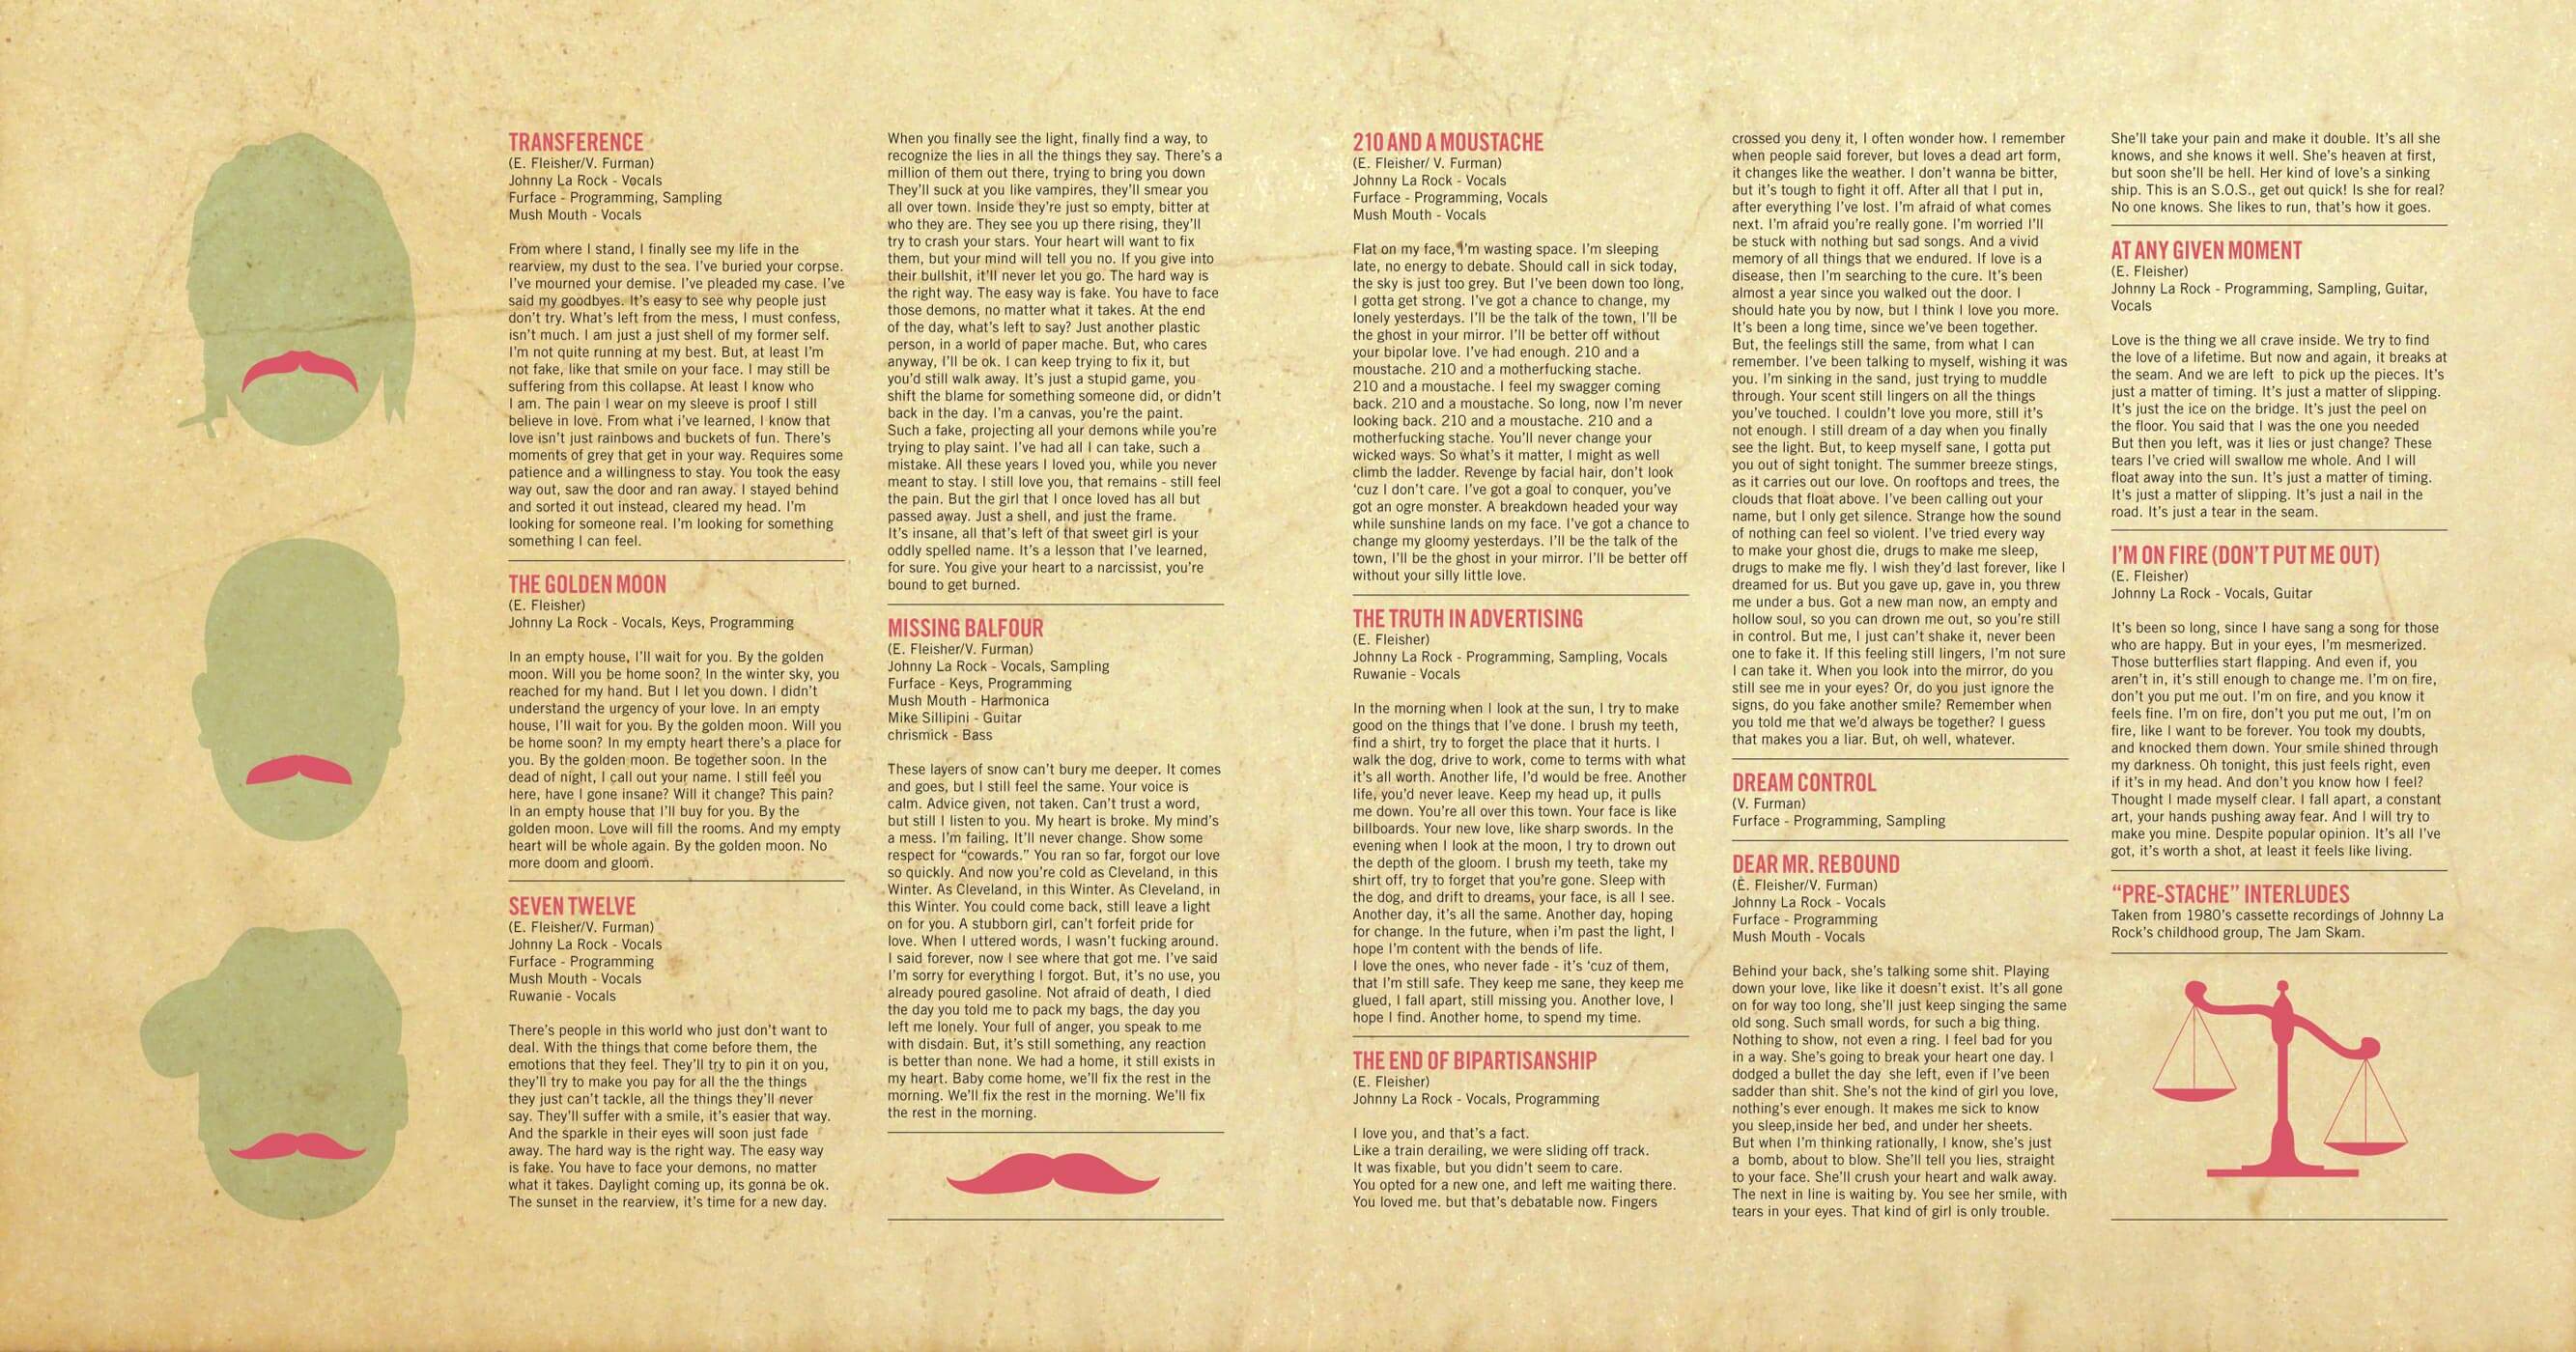 TRANSFERENCE
(E. Fleisher/V. Furman)
Johnny La Rock - Vocals
Furface - Programming, Sampling
Mush Mouth - Vocals
From where I stand, I finally see my life in the
rearview, my dust to the sea. I've buried your corpse.
I've mourned your demise. I've pleaded my case. I've
said my goodbyes. It's easy to see why people just
don't try. What's left from the mess, I must confess,
isn't much. I am just a just shell of my former self.
I'm not quite running at my best. But, at least I'm
not fake, like that smile on your face. I may still be
suffering from this collapse. At least I know who
I am. The pain I wear on my sleeve is proof I still
believe in love. From what i've learned, I know that
love isn't just rainbows and buckets of fun. There's
moments of grey that get in your way. Requires some
patience and a willingness to stay. You took the easy
way out, saw the door and ran away. I stayed behind
and sorted it out instead, cleared my head. I'm
looking for someone real. I'm looking for something
something I can feel.
THE GOLDEN MOON
(E. Fleisher)
Johnny La Rock - Vocals, Keys, Programming
In an empty house, I'll wait for you. By the golden
moon. Will you be home soon? In the winter sky, you
reached for my hand. But I let you down. I didn't
understand the urgency of your love. In an empty
house, I'll wait for you. By the golden moon. Will you
be home soon? In my empty heart there's a place for
you. By the golden moon. Be together soon. In the
dead of night, I call out your name. I still feel you
here, have I gone insane? Will it change? This pain?
In an empty house that I'll buy for you. By the
golden moon. Love will fill the rooms. And my empty
heart will be whole again. By the golden moon. No
more doom and gloom.
SEVEN TWELVE
(E. Fleisher/V. Furman)
Johnny La Rock - Vocals
Furface - Programming
Mush Mouth - Vocals
Ruwanie - Vocals
There's people in this world who just don't want to
deal. With the things that come before them, the
emotions that they feel. They'll try to pin it on you,
they'll try to make you pay for all the the things
they just can't tackle, all the things they'll never
say. They'll suffer with a smile, it's easier that way.
And the sparkle in their eyes will soon just fade
away. The hard way is the right way. The easy way
is fake. You have to face your demons, no matter
what it takes. Daylight coming up, its gonna be ok.
The sunset in the rearview, it's time for a new day.
When you finally see the light, finally find a way, to
recognize the lies in all the things they say. There's a
million of them out there, trying to bring you down
They'll suck at you like vampires, they'll smear you
all over town. Inside they're just so empty, bitter at
who they are. They see you up there rising, they'll
try to crash your stars. Your heart will want to fix
them, but your mind will tell you no. If you give into
their bullshit, it'll never let you go. The hard way is
the right way. The easy way is fake. You have to face
those demons, no matter what it takes. At the end
of the day, what's left to say? Just another plastic
person, in a world of paper mache. But, who cares
anyway, I'll be ok. I can keep trying to fix it, but
you'd still walk away. It's just a stupid game, you
shift the blame for something someone did, or didn't
back in the day. I'm a canvas, you're the paint.
Such a fake, projecting all your demons while you're
trying to play saint. I've had all I can take, such a
mistake. All these years I loved you, while you never
meant to stay. I still love you, that remains - still feel
the pain. But the girl that I once loved has all but
passed away. Just a shell, and just the frame.
It's insane, all that's left of that sweet girl is your
oddly spelled name. It's a lesson that I've learned,
for sure. You give your heart to a narcissist, you're
bound to get burned.
MISSING BALFOUR
(E. Fleisher/V. Furman)
Johnny La Rock - Vocals, Sampling
Furface - Keys, Programming
Mush Mouth - Harmonica
Mike Sillipini - Guitar
chrismick - Bass
These layers of snow can't bury me deeper. It comes
and goes, but I still feel the same. Your voice is
calm. Advice given, not taken. Can't trust a word,
but still I listen to you. My heart is broke. My mind's
a mess. I'm failing, It'll never change. Show some
respect for "cowards." You ran so far, forgot our love
so quickly. And now you're cold as Cleveland, in this
Winter. As Cleveland, in this Winter. As Cleveland, in
this Winter. You could come back, still leave a light
on for you. A stubborn girl, can't forfeit pride for
love. When I uttered words, I wasn't fucking around.
I said forever, now I see where that got me. I've said
I'm sorry for everything I forgot. But, it's no use, you
already poured gasoline. Not afraid of death, I died
the day you told me to pack my bags, the day you
left me lonely. Your full of anger, you speak to me
with disdain. But, it's still something, any reaction
is better than none. We had a home, it still exists in
my heart. Baby come home, we'll fix the rest in the
morning. We'll fix the rest in the morning. We'll fix
the rest in the morning.
210 AND A MOUSTACHE
(E. Fleisher/ V. Furman)
Johnny La Rock - Vocals
Furface - Programming, Vocals
Mush Mouth - Vocals
Flat on my face, I'm wasting space. I'm sleeping
late, no energy to debate. Should call in sick today,
the sky is just too grey. But I've been down too long,
I gotta get strong. I've got a chance to change, my
lonely yesterdays. I'll be the talk of the town, I'll be
the ghost in your mirror. I'll be better off without
your bipolar love. I've had enough. 210 and a
moustache. 210 and a motherfucking stache.
210 and a moustache. I feel my swagger coming
back. 210 and a moustache. So long, now I'm never
looking back. 210 and a moustache. 210 and a
motherfucking stache. You'll never change your
wicked ways. So what's it matter, I might as well
climb the ladder. Revenge by facial hair, don't look
'cuz I don't care. I've got a goal to conquer, you've
got an ogre monster. A breakdown headed your way
while sunshine lands on my face. I've got a chance to
change my gloomy yesterdays. I'll be the talk of the
town, I'll be the ghost in your mirror. I'll be better off
without your silly little love.
THE TRUTH IN ADVERTISING
(E. Fleisher)
Johnny La Rock - Programming, Sampling, Vocals
Ruwanie - Vocals
In the morning when I look at the sun, I try to make
good on the things that I've done. I brush my teeth,
find a shirt, try to forget the place that it hurts. I
walk the dog, drive to work, come to terms with what
it's all worth. Another life, I'd would be free. Another
life, you'd never leave. Keep my head up, it pulls
me down. You're all over this town. Your face is like
billboards. Your new love, like sharp swords. In the
evening when I look at the moon, I try to drown out
the depth of the gloom. I brush my teeth, take my
shirt off, try to forget that you're gone. Sleep with
the dog, and drift to dreams, your face, is all I see.
Another day, it's all the same. Another day, hoping
for change. In the future, when i'm past the light, I
hope I'm content with the bends of life.
I love the ones, who never fade - it's 'cuz of them,
that I'm still safe. They keep me sane, they keep me
glued, I fall apart, still missing you. Another love, I
hope I find. Another home, to spend my time.
THE END OF BIPARTISANSHIP
(E. Fleisher)
Johnny La Rock - Vocals, Programming
I love you, and that's a fact.
Like a train derailing, we were sliding off track.
It was fixable, but you didn't seem to care.
You opted for a new one, and left me waiting there.
You loved me. but that's debatable now. Fingers
crossed you deny it, I often wonder how. I remember
when people said forever, but loves a dead art form,
it changes like the weather. I don't wanna be bitter,
but it's tough to fight it off. After all that I put in,
after everything I've lost. I'm afraid of what comes
next. I'm afraid you're really gone. I'm worried I'll
be stuck with nothing but sad songs. And a vivid
memory of all things that we endured. If love is a
disease, then I'm searching to the cure. It's been
almost a year since you walked out the door. I
should hate you by now, but I think I love you more.
It's been a long time, since we've been together.
But, the feelings still the same, from what I can
remember. I've been talking to myself, wishing it was
you. I'm sinking in the sand, just trying to muddle
through. Your scent still lingers on all the things
you've touched. I couldn't love you more, still it's
not enough. I still dream of a day when you finally
see the light. But, to keep myself sane, I gotta put
you out of sight tonight. The summer breeze stings,
as it carries out our love. On rooftops and trees, the
clouds that float above. I've been calling out your
name, but I only get silence. Strange how the sound
of nothing can feel so violent. I've tried every way
to make your ghost die, drugs to make me sleep,
drugs to make me fly. I wish they'd last forever, like I
dreamed for us. But you gave up, gave in, you threw
me under a bus. Got a new man now, an empty and
hollow soul, so you can drown me out, so you're still
in control. But me, I just can't shake it, never been
one to fake it. If this feeling still lingers, I'm not sure
I can take it. When you look into the mirror, do you
still see me in your eyes? Or, do you just ignore the
signs, do you fake another smile? Remember when
you told me that we'd always be together? I guess
that makes you a liar. But, oh well, whatever.
DREAM CONTROL
(V. Furman)
Furface - Programming, Sampling
DEAR MR. REBOUND
(E. Fleisher/V. Furman)
Johnny La Rock - Vocals
Furface - Programming
Mush Mouth - Vocals
Behind your back, she's talking some shit. Playing
down your love, like like it doesn't exist. It's all gone
on for way too long, she'll just keep singing the same
old song. Such small words, for such a big thing.
Nothing to show, not even a ring. I feel bad for you
in a way. She's going to break your heart one day. I
dodged a bullet the day she left, even if I've been
sadder than shit. She's not the kind of girl you love,
nothing's ever enough. It makes me sick to know
you sleep,inside her bed, and under her sheets.
But when I'm thinking rationally, I know, she's just
a bomb, about to blow. She'll tell you lies, straight
to your face. She'll crush your heart and walk away.
The next in line is waiting by. You see her smile, with
tears in your eyes. That kind of girl is only trouble.
She'll take your pain and make it double. It's all she
knows, and she knows it well. She's heaven at first,
but soon she'll be hell. Her kind of love's a sinking
ship. This is an S.O.S., get out quick! Is she for real?
No one knows. She likes to run, that's how it goes.
AT ANY GIVEN MOMENT
(E. Fleisher)
Johnny La Rock - Programming, Sampling, Guitar,
Vocals
Love is the thing we all crave inside. We try to find
the love of a lifetime. But now and again, it breaks at
the seam. And we are left to pick up the pieces. It's
just a matter of timing. It's just a matter of slipping.
It's just the ice on the bridge. It's just the peel on
the floor. You said that I was the one you needed
But then you left, was it lies or just change? These
tears I've cried will swallow me whole. And I will
float away into the sun. It's just a matter of timing.
It's just a matter of slipping. It's just a nail in the
road. It's just a tear in the seam.
I'M ON FIRE (DON'T PUT ME OUT)
(E. Fleisher)
Johnny La Rock - Vocals, Guitar
It's been so long, since I have sang a song for those
who are happy. But in your eyes, I'm mesmerized.
Those butterflies start flapping. And even if, you
aren't in, it's still enough to change me. I'm on fire,
don't you put me out. I'm on fire, and you know it
feels fine. I'm on fire, don't you put me out, I'm on
fire, like I want to be forever. You took my doubts,
and knocked them down. Your smile shined through
my darkness. Oh tonight, this just feels right, even
if it's in my head. And don't you know how I feel?
Thought I made myself clear. I fall apart, a constant
art, your hands pushing away fear. And I will try to
make you mine. Despite popular opinion. It's all I've
got, it's worth a shot, at least it feels like living.
"PRE-STACHE" INTERLUDES
Taken from 1980's cassette recordings of Johnny La
Rock's childhood group, The Jam Skam.